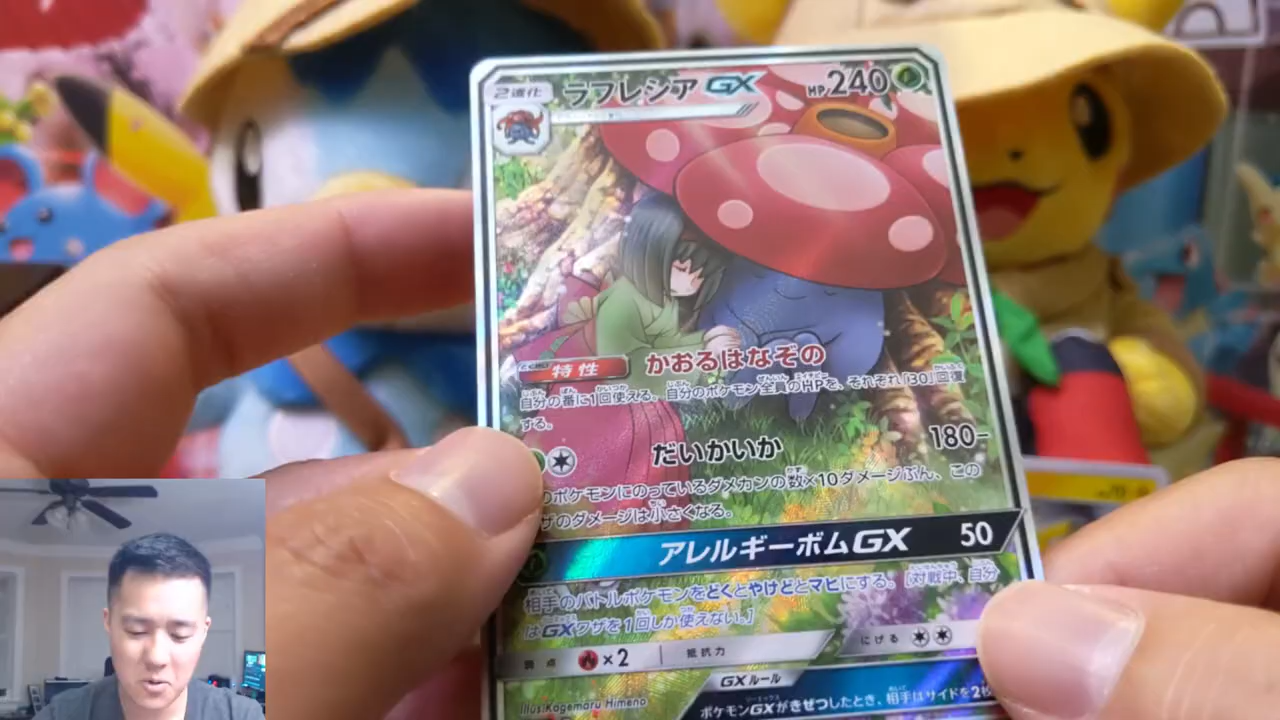 2進化 ラフレシアGX HP240
特性 かおるはなぞの
自分の番に1回使える。自分のポケモン全員のHPを、それぞれ「30」回復
する。
だいかいか 180-
のポケモンにのっているダメカンの数×10ダメージぶん、この
ザのダメージは小さくなる。
アレルギーボムGX 50
相手のバトルポケモンをどくとやけどとマヒにする。[対戦中、自分
はGXワザを1回しか使えない。]
弱点 ×2 抵抗力 にげる
GXルール
ポケモンGXがきぜつしたとき、相手はサイドを2枚
Illus.Kagemaru Himeno